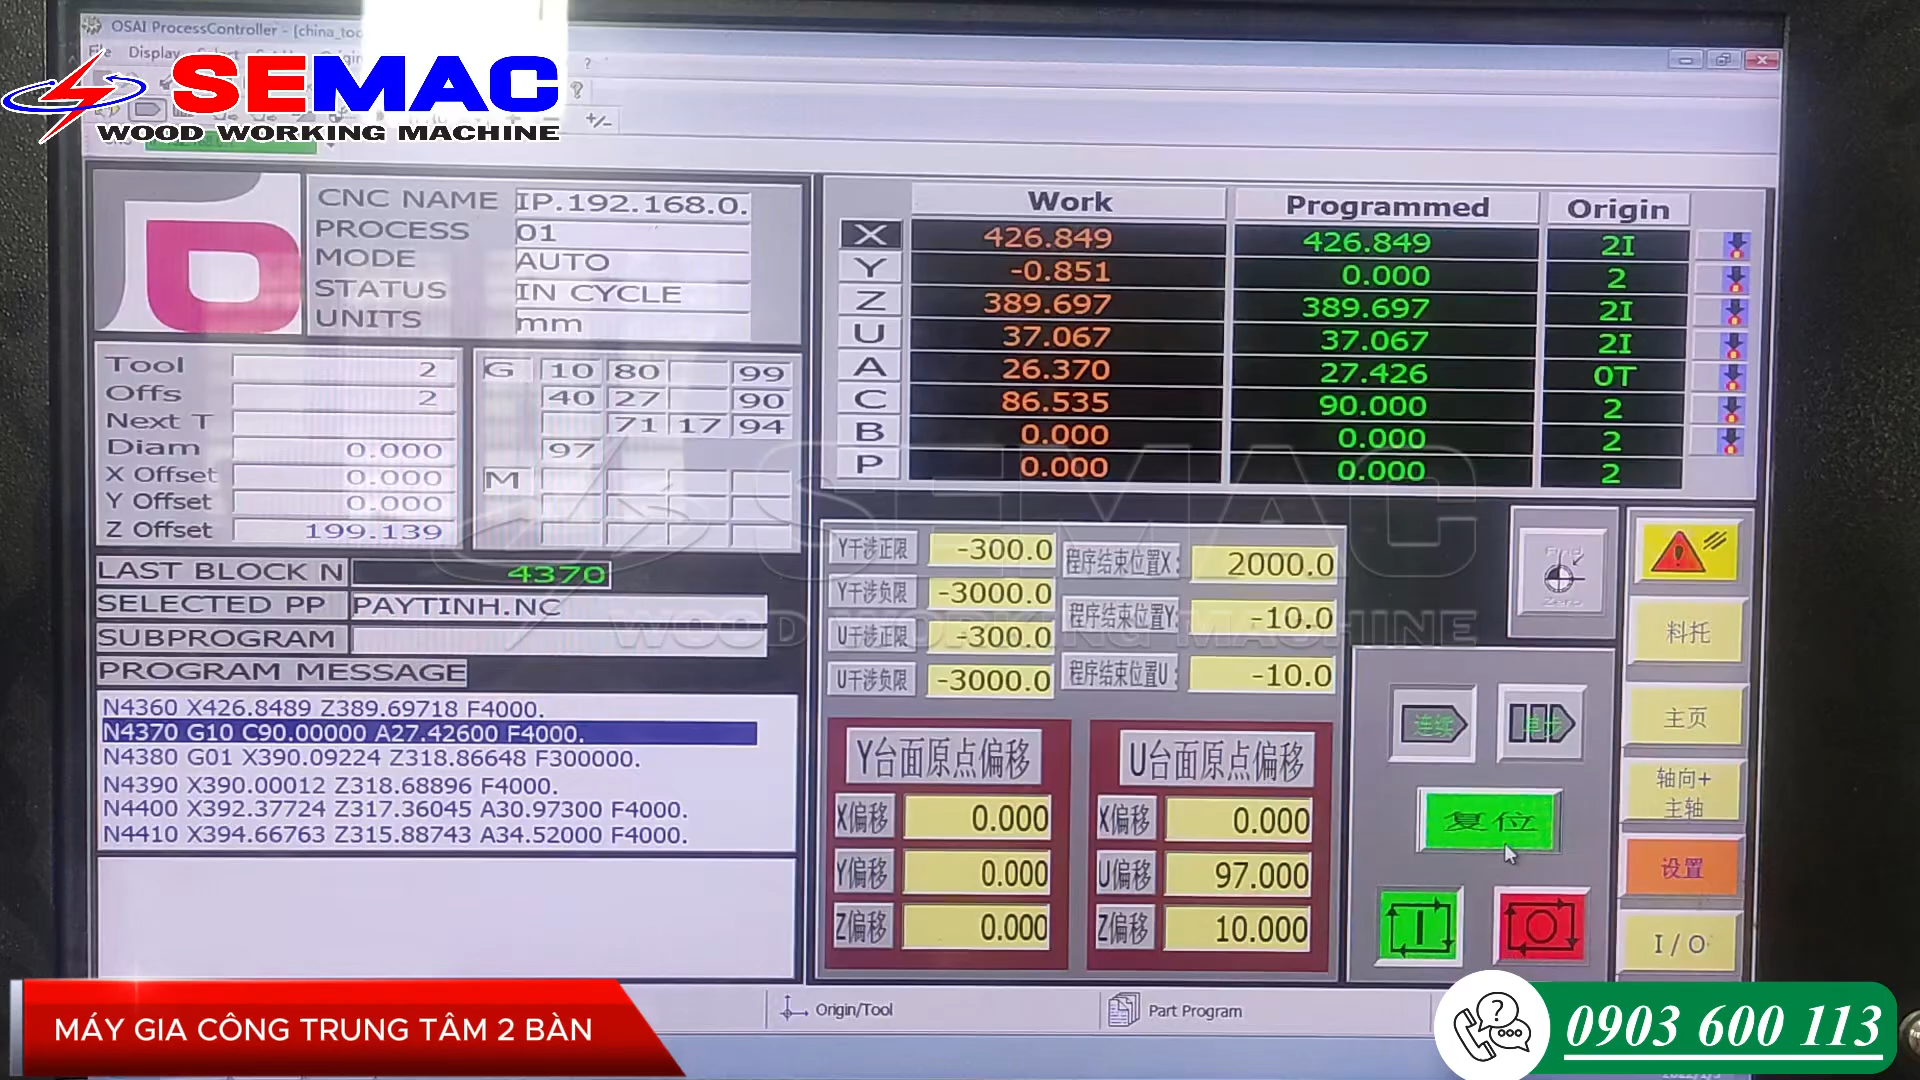 OSAI ProcessController - [china_too
File Display Select
SEMAC
WOOD WORKING MACHINE
CNC NAME IP.192.168.0.
PROCESS 01
MODE AUTO
STATUS IN CYCLE
UNITS mm
Tool 2
Offs 2
Next T
Diam 0.000
X Offset 0.000
Y Offset 0.000
Z Offset 199.139
G 10 80 99
40 27 90
71 17 94
97
M
LAST BLOCK N 4370
SELECTED PP PAYTINH.NC
SUBPROGRAM
PROGRAM MESSAGE
N4360 X426.8489 Z389.69718 F4000.
N4370 G10 C90.00000 A27.42600 F4000.
N4380 G01 X390.09224 Z318.86648 F300000.
N4390 X390.00012 Z318.68896 F4000.
N4400 X392.37724 Z317.36045 A30.97300 F4000.
N4410 X394.66763 Z315.88743 A34.52000 F4000.
Work Programmed Origin
X 426.849 426.849 2I
Y -0.851 0.000 2
Z 389.697 389.697 2I
U 37.067 37.067 2I
A 26.370 27.426 0T
C 86.535 90.000 2
B 0.000 0.000 2
P 0.000 0.000 2
SEMAC
WOOD WORKING MACHINE
Y干涉正限 -300.0 程序结束位置X: 2000.0
Y干涉负限 -3000.0 程序结束位置Y: -10.0
U干涉正限 -300.0 程序结束位置U: -10.0
U干涉负限 -3000.0
Y台面原点偏移
X偏移 0.000
Y偏移 0.000
Z偏移 0.000
U台面原点偏移
X偏移 0.000
U偏移 97.000
Z偏移 10.000
Find
Zero
连续
单步
复位
料托
主页
轴向+
主轴
设置
I / O
Origin/Tool
Part Program
MÁY GIA CÔNG TRUNG TÂM 2 BÀN
0903 600 113